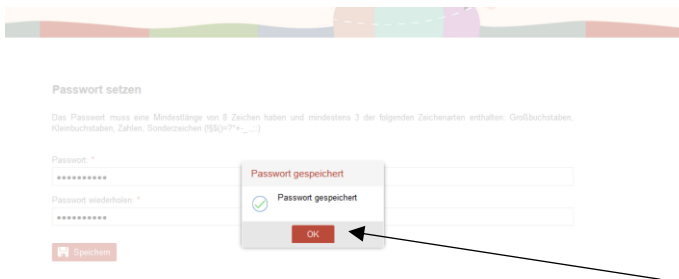 Passwort setzen
Das Passwort muss eine Mindestlänge von 8 Zeichen haben und mindestens 3 der folgenden Zeichenarten enthalten: Großbuchstaben,
Kleinbuchstaben, Zahlen, Sonderzeichen (!§$()=?*+-_.,;:)
Passwort: *
••••••••••
Passwort wiederholen: *
••••••••••
Speichern
Passwort gespeichert
Passwort gespeichert
OK